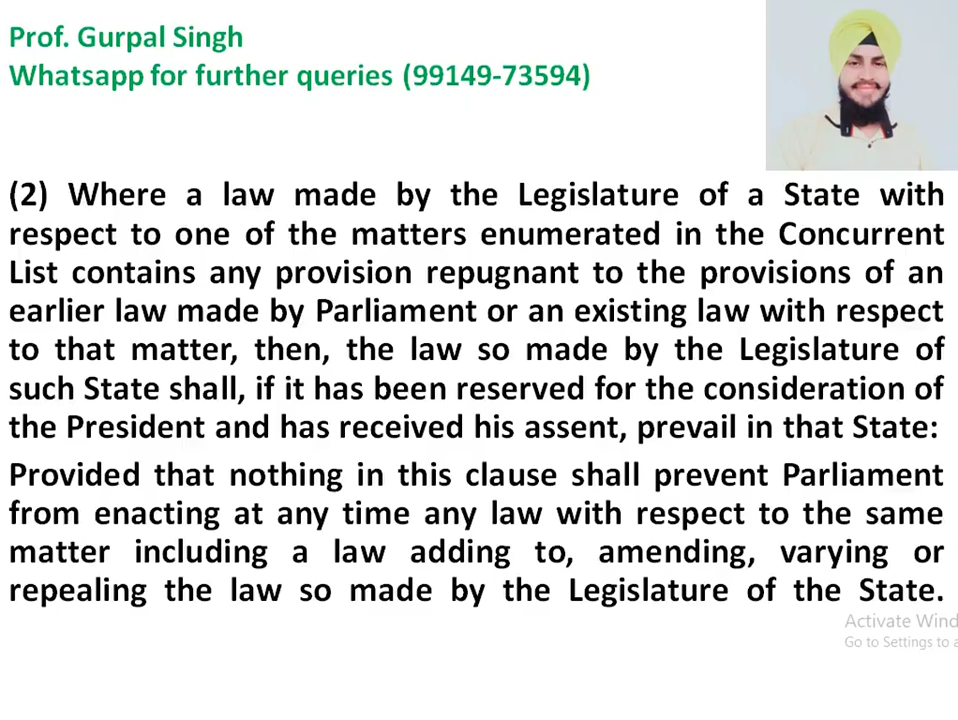 Prof. Gurpal Singh
Whatsapp for further queries (99149-73594)
(2) Where a law made by the Legislature of a State with
respect to one of the matters enumerated in the Concurrent
List contains any provision repugnant to the provisions of an
earlier law made by Parliament or an existing law with respect
to that matter, then, the law so made by the Legislature of
such State shall, if it has been reserved for the consideration of
the President and has received his assent, prevail in that State:
Provided that nothing in this clause shall prevent Parliament
from enacting at any time any law with respect to the same
matter including a law adding to, amending, varying or
repealing the law so made by the Legislature of the State.
Activate Wind
Go to Settings to a